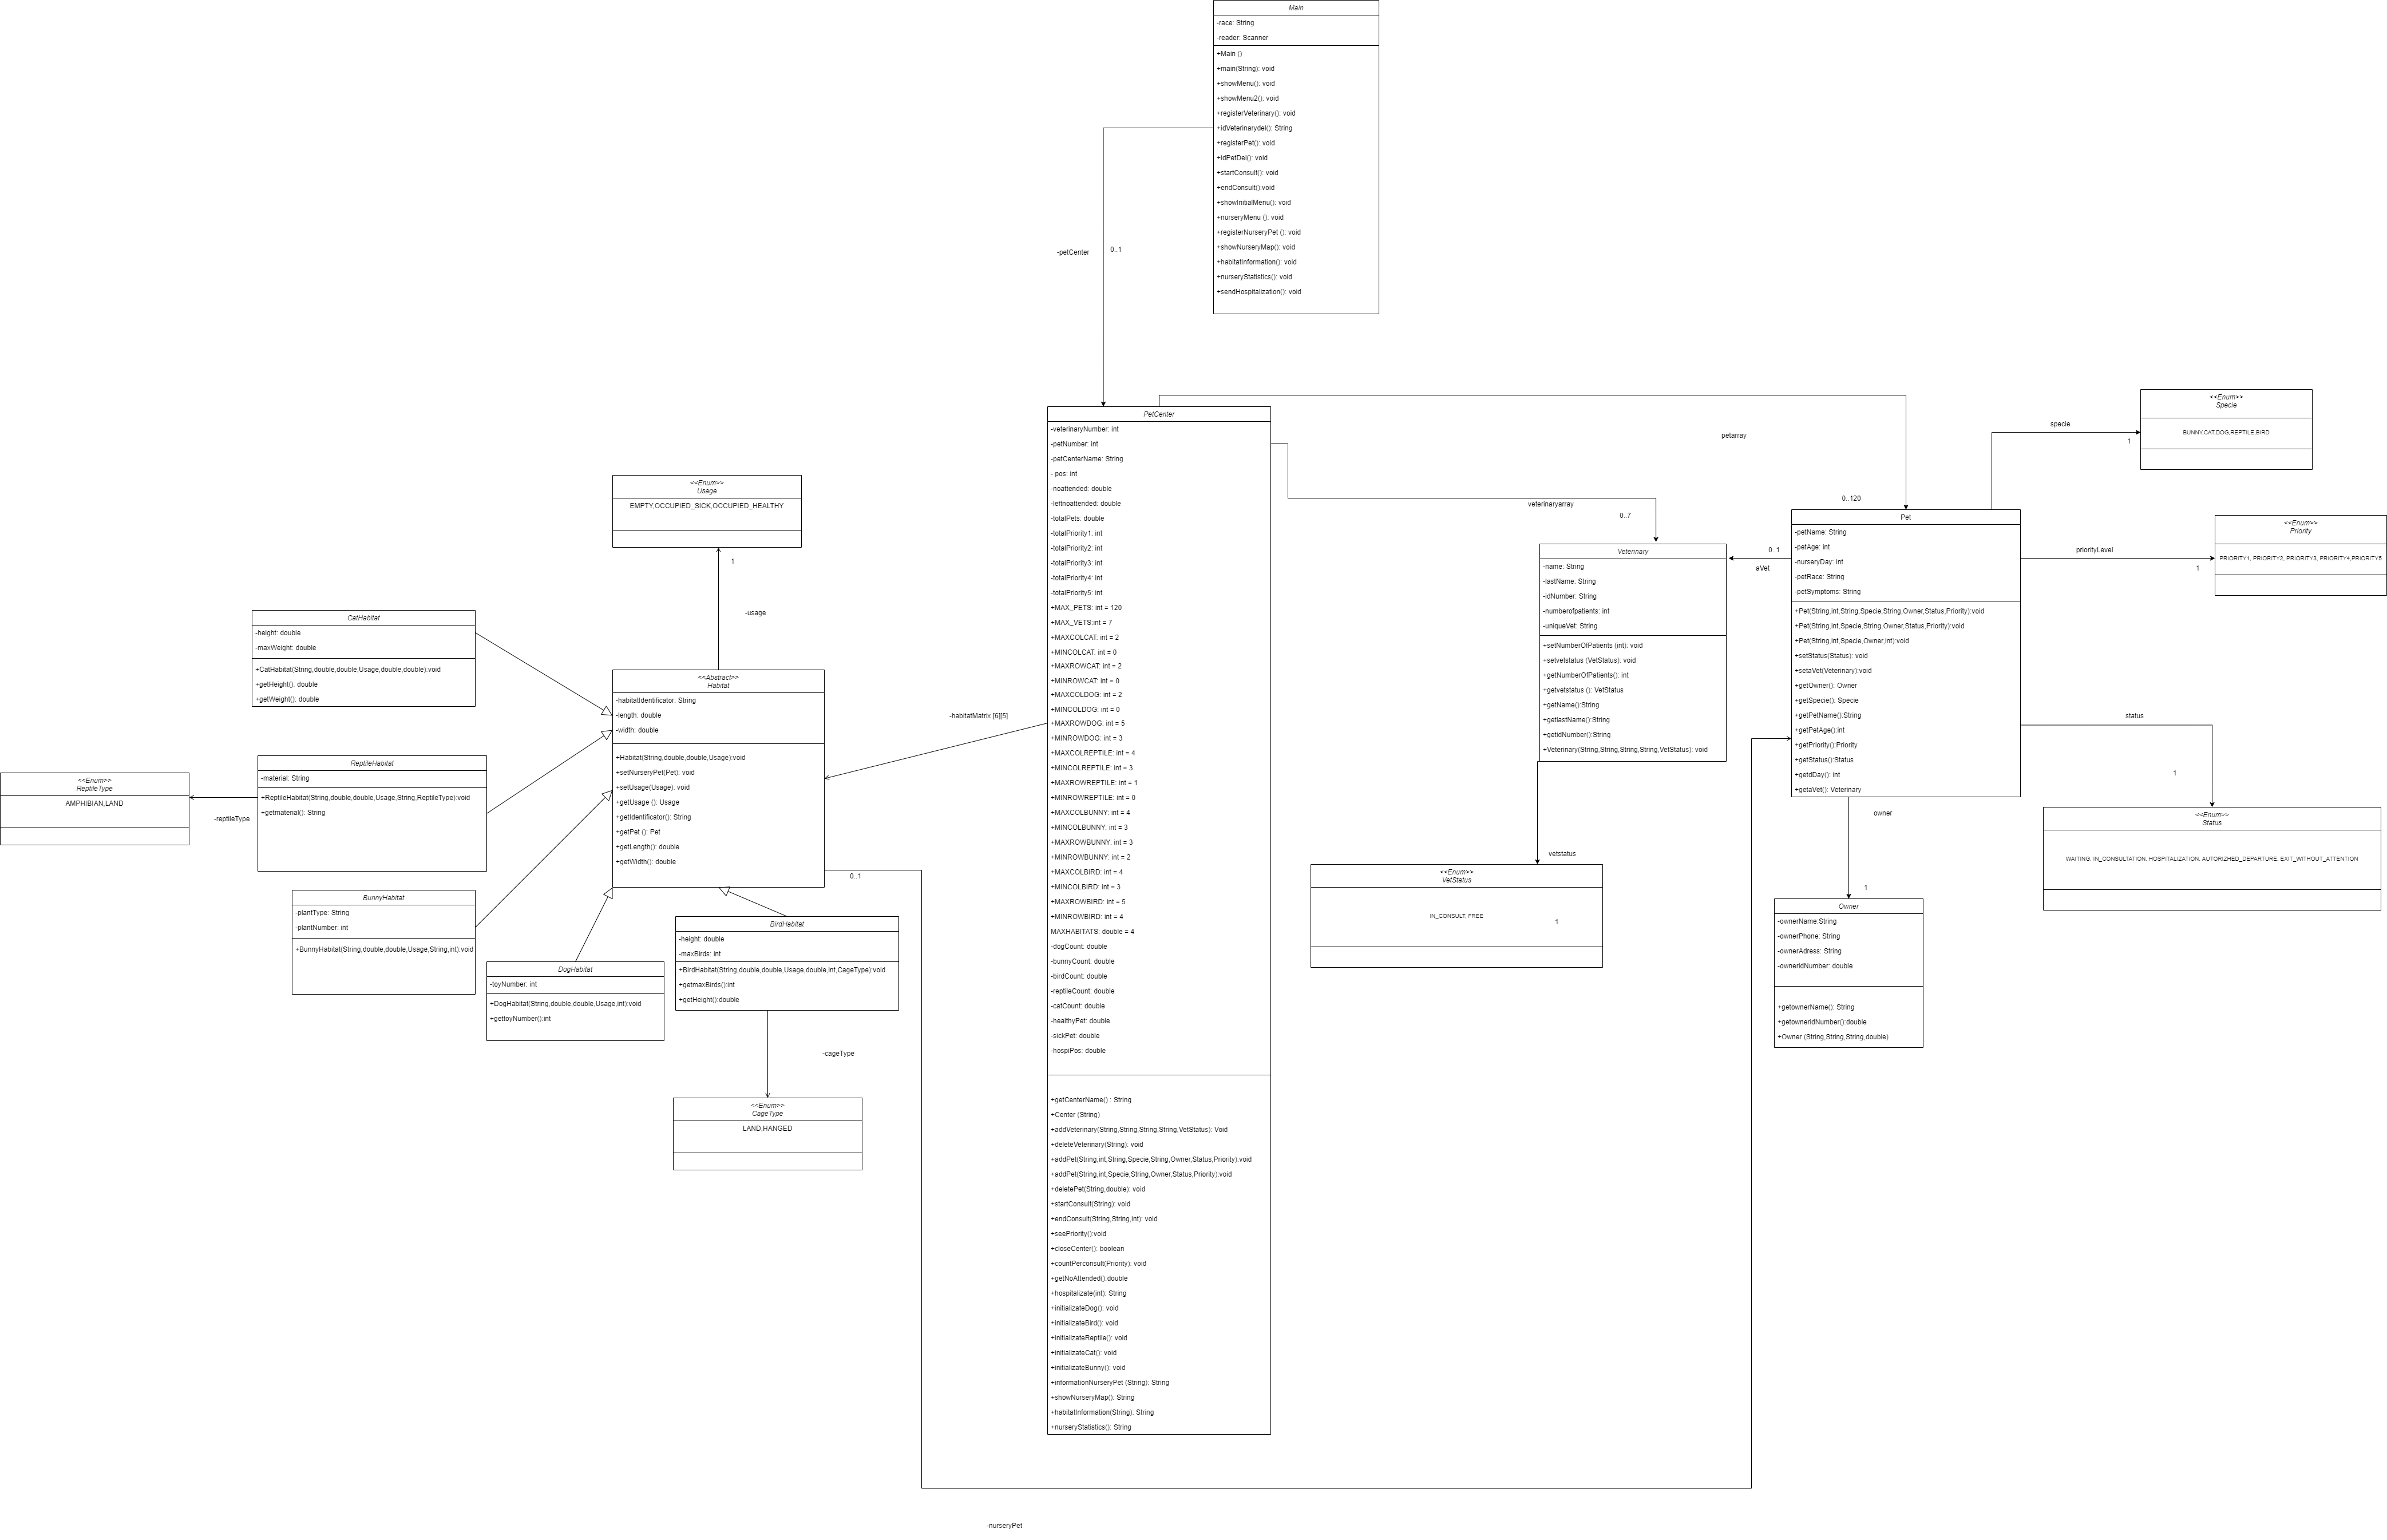 Main
-race: String
-reader: Scanner
+Main ()
+main(String): void
+showMenu(): void
+showMenu2(): void
+registerVeterinary(): void
+idVeterinarydel(): String
+registerPet(): void
+idPetDel(): void
+startConsult(): void
+endConsult():void
+showInitialMenu(): void
+nurseryMenu (): void
+registerNurseryPet (): void
+showNurseryMap(): void
+habitatInformation(): void
+nurseryStatistics(): void
+sendHospitalization(): void
-petCenter
0..1
PetCenter
-veterinaryNumber: int
-petNumber: int
-petCenterName: String
- pos: int
-noattended: double
-leftnoattended: double
-totalPets: double
-totalPriority1: int
-totalPriority2: int
-totalPriority3: int
-totalPriority4: int
-totalPriority5: int
+MAX_PETS: int = 120
+MAX_VETS:int = 7
+MAXCOLCAT: int = 2
+MINCOLCAT: int = 0
+MAXROWCAT: int = 2
+MINROWCAT: int = 0
+MAXCOLDOG: int = 2
+MINCOLDOG: int = 0
+MAXROWDOG: int = 5
+MINROWDOG: int = 3
+MAXCOLREPTILE: int = 4
+MINCOLREPTILE: int = 3
+MAXROWREPTILE: int = 1
+MINROWREPTILE: int = 0
+MAXCOLBUNNY: int = 4
+MINCOLBUNNY: int = 3
+MAXROWBUNNY: int = 3
+MINROWBUNNY: int = 2
+MAXCOLBIRD: int = 4
+MINCOLBIRD: int = 3
+MAXROWBIRD: int = 5
+MINROWBIRD: int = 4
MAXHABITATS: double = 4
-dogCount: double
-bunnyCount: double
-birdCount: double
-reptileCount: double
-catCount: double
-healthyPet: double
-sickPet: double
-hospiPos: double
+getCenterName() : String
+Center (String)
+addVeterinary(String,String,String,String,VetStatus): Void
+deleteVeterinary(String): void
+addPet(String,int,String,Specie,String,Owner,Status,Priority):void
+addPet(String,int,Specie,String,Owner,Status,Priority):void
+deletePet(String,double): void
+startConsult(String): void
+endConsult(String,String,int): void
+seePriority():void
+closeCenter(): boolean
+countPerconsult(Priority): void
+getNoAttended():double
+hospitalizate(int): String
+initializateDog(): void
+initializateBird(): void
+initializateReptile(): void
+initializateCat(): void
+initializateBunny(): void
+informationNurseryPet (String): String
+showNurseryMap(): String
+habitatInformation(String): String
+nurseryStatistics(): String
petarray
0..120
veterinaryarray
0..7
-habitatMatrix [6][5]
<<Enum>>
Usage
EMPTY,OCCUPIED_SICK,OCCUPIED_HEALTHY
1
-usage
<<Abstract>>
Habitat
-habitatIdentificator: String
-length: double
-width: double
+Habitat(String,double,double,Usage):void
+setNurseryPet(Pet): void
+setUsage(Usage): void
+getUsage (): Usage
+getIdentificator(): String
+getPet (): Pet
+getLength(): double
+getWidth(): double
0..1
-nurseryPet
CatHabitat
-height: double
-maxWeight: double
+CatHabitat(String,double,double,Usage,double,double):void
+getHeight(): double
+getWeight(): double
ReptileHabitat
-material: String
+ReptileHabitat(String,double,double,Usage,String,ReptileType):void
+getmaterial(): String
-reptileType
<<Enum>>
ReptileType
AMPHIBIAN,LAND
BunnyHabitat
-plantType: String
-plantNumber: int
+BunnyHabitat(String,double,double,Usage,String,int):void
DogHabitat
-toyNumber: int
+DogHabitat(String,double,double,Usage,int):void
+gettoyNumber():int
BirdHabitat
-height: double
-maxBirds: int
+BirdHabitat(String,double,double,Usage,double,int,CageType):void
+getmaxBirds():int
+getHeight():double
-cageType
<<Enum>>
CageType
LAND,HANGED
Veterinary
-name: String
-lastName: String
-idNumber: String
-numberofpatients: int
-uniqueVet: String
+setNumberOfPatients (int): void
+setvetstatus (VetStatus): void
+getNumberOfPatients(): int
+getvetstatus (): VetStatus
+getName():String
+getlastName():String
+getidNumber():String
+Veterinary(String,String,String,String,VetStatus): void
vetstatus
<<Enum>>
VetStatus
IN_CONSULT, FREE
1
0..1
aVet
Pet
-petName: String
-petAge: int
-nurseryDay: int
-petRace: String
-petSymptoms: String
+Pet(String,int,String,Specie,String,Owner,Status,Priority):void
+Pet(String,int,Specie,String,Owner,Status,Priority):void
+Pet(String,int,Specie,Owner,int):void
+setStatus(Status): void
+setaVet(Veterinary):void
+getOwner(): Owner
+getSpecie(): Specie
+getPetName():String
+getPetAge():int
+getPriority():Priority
+getStatus():Status
+getdDay(): int
+getaVet(): Veterinary
specie
1
<<Enum>>
Specie
BUNNY,CAT,DOG,REPTILE,BIRD
priorityLevel
1
<<Enum>>
Priority
PRIORITY1, PRIORITY2, PRIORITY3, PRIORITY4,PRIORITY5
status
1
<<Enum>>
Status
WAITING, IN_CONSULTATION, HOSPITALIZATION, AUTORIZHED_DEPARTURE, EXIT_WITHOUT_ATTENTION
owner
1
Owner
-ownerName:String
-ownerPhone: String
-ownerAdress: String
-owneridNumber: double
+getownerName(): String
+getowneridNumber():double
+Owner (String,String,String,double)